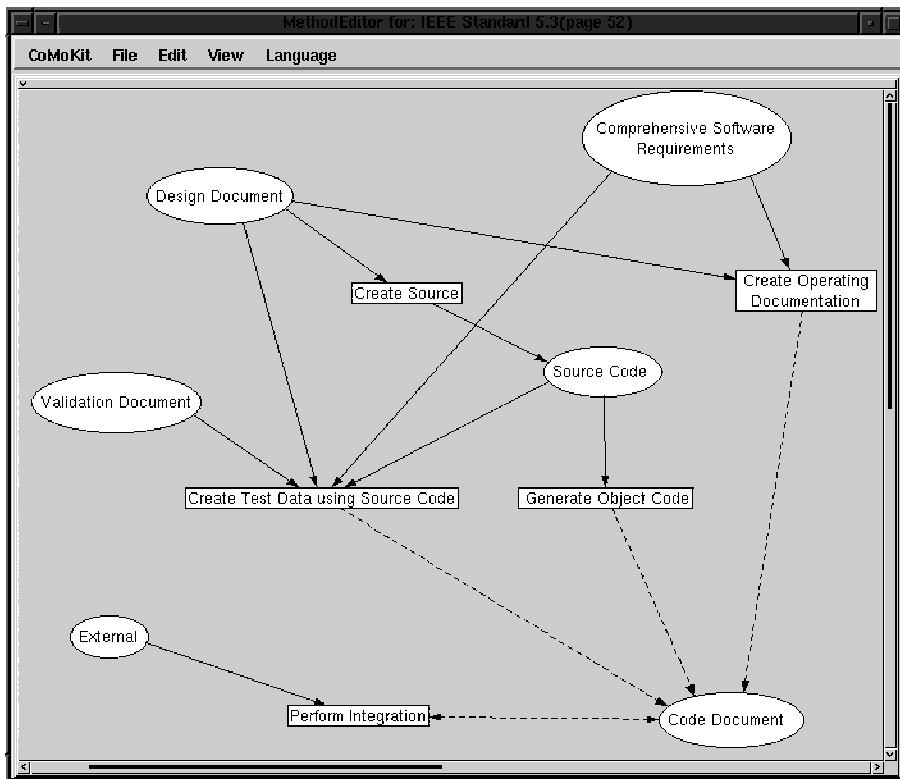 MethodEditor for: IEEE Standard 5.3(page 52)
CoMoKit File Edit View Language
Comprehensive Software
Requirements
Design Document
Create Operating
Documentation
Create Source
Source Code
Validation Document
Create Test Data using Source Code
Generate Object Code
External
Perform Integration
Code Document